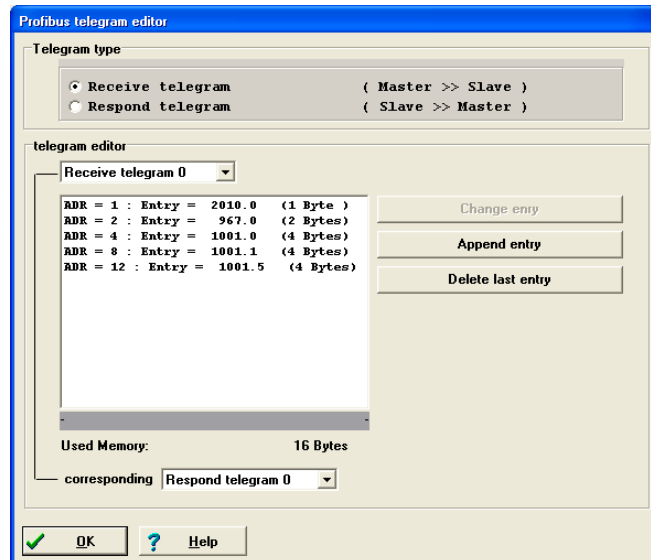 Profibus telegram editor
Telegram type
Receive telegram ( Master >> Slave )
Respond telegram ( Slave >> Master )
telegram editor
Receive telegram 0
ADR = 1 : Entry = 2010.0 (1 Byte )
ADR = 2 : Entry = 967.0 (2 Bytes)
ADR = 4 : Entry = 1001.0 (4 Bytes)
ADR = 8 : Entry = 1001.1 (4 Bytes)
ADR = 12 : Entry = 1001.5 (4 Bytes)
Change enry
Append entry
Delete last entry
- -
Used Memory: 16 Bytes
corresponding Respond telegram 0
OK ? Help